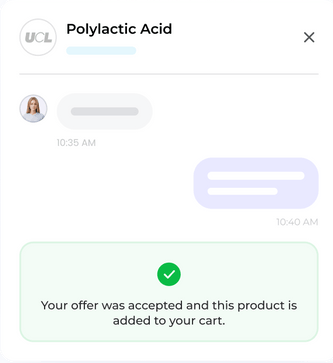 UCL
Polylactic Acid
10:35 AM
10:40 AM
Your offer was accepted and this product is
added to your cart.